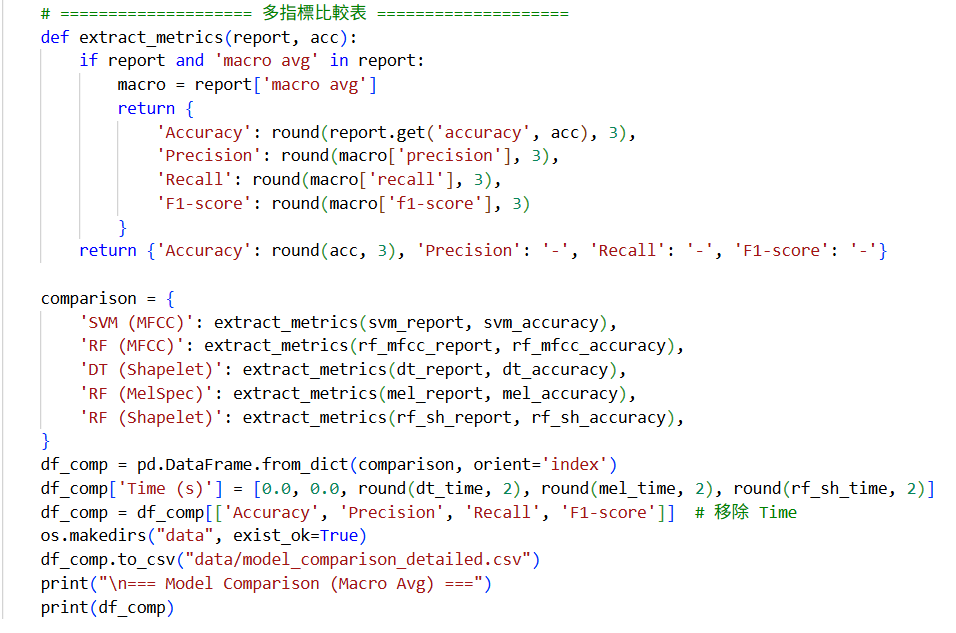 # ==================== 多指標比較表 ====================
def extract_metrics(report, acc):
    if report and 'macro avg' in report:
        macro = report['macro avg']
        return {
            'Accuracy': round(report.get('accuracy', acc), 3),
            'Precision': round(macro['precision'], 3),
            'Recall': round(macro['recall'], 3),
            'F1-score': round(macro['f1-score'], 3)
        }
    return {'Accuracy': round(acc, 3), 'Precision': '-', 'Recall': '-', 'F1-score': '-'}

comparison = {
    'SVM (MFCC)': extract_metrics(svm_report, svm_accuracy),
    'RF (MFCC)': extract_metrics(rf_mfcc_report, rf_mfcc_accuracy),
    'DT (Shapelet)': extract_metrics(dt_report, dt_accuracy),
    'RF (MelSpec)': extract_metrics(mel_report, mel_accuracy),
    'RF (Shapelet)': extract_metrics(rf_sh_report, rf_sh_accuracy),
}
df_comp = pd.DataFrame.from_dict(comparison, orient='index')
df_comp['Time (s)'] = [0.0, 0.0, round(dt_time, 2), round(mel_time, 2), round(rf_sh_time, 2)]
df_comp = df_comp[['Accuracy', 'Precision', 'Recall', 'F1-score']]  # 移除 Time
os.makedirs("data", exist_ok=True)
df_comp.to_csv("data/model_comparison_detailed.csv")
print("\n=== Model Comparison (Macro Avg) ===")
print(df_comp)